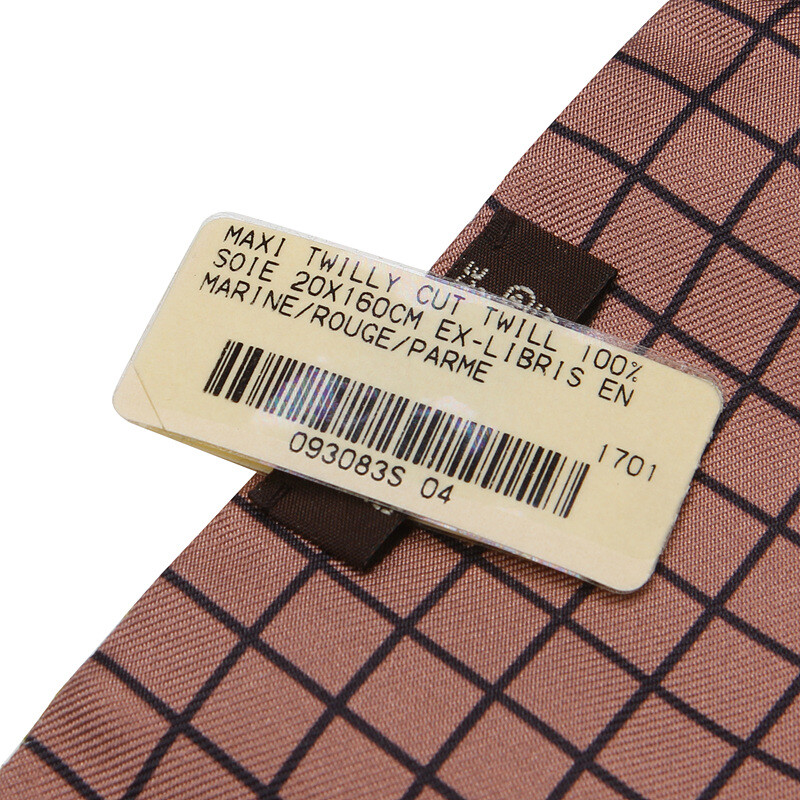 MAXI TWILLY CUT TWILL 100%
SOIE 20X160CM EX-LIBRIS EN
MARINE/ROUGE/PARME
1701
093083S 04